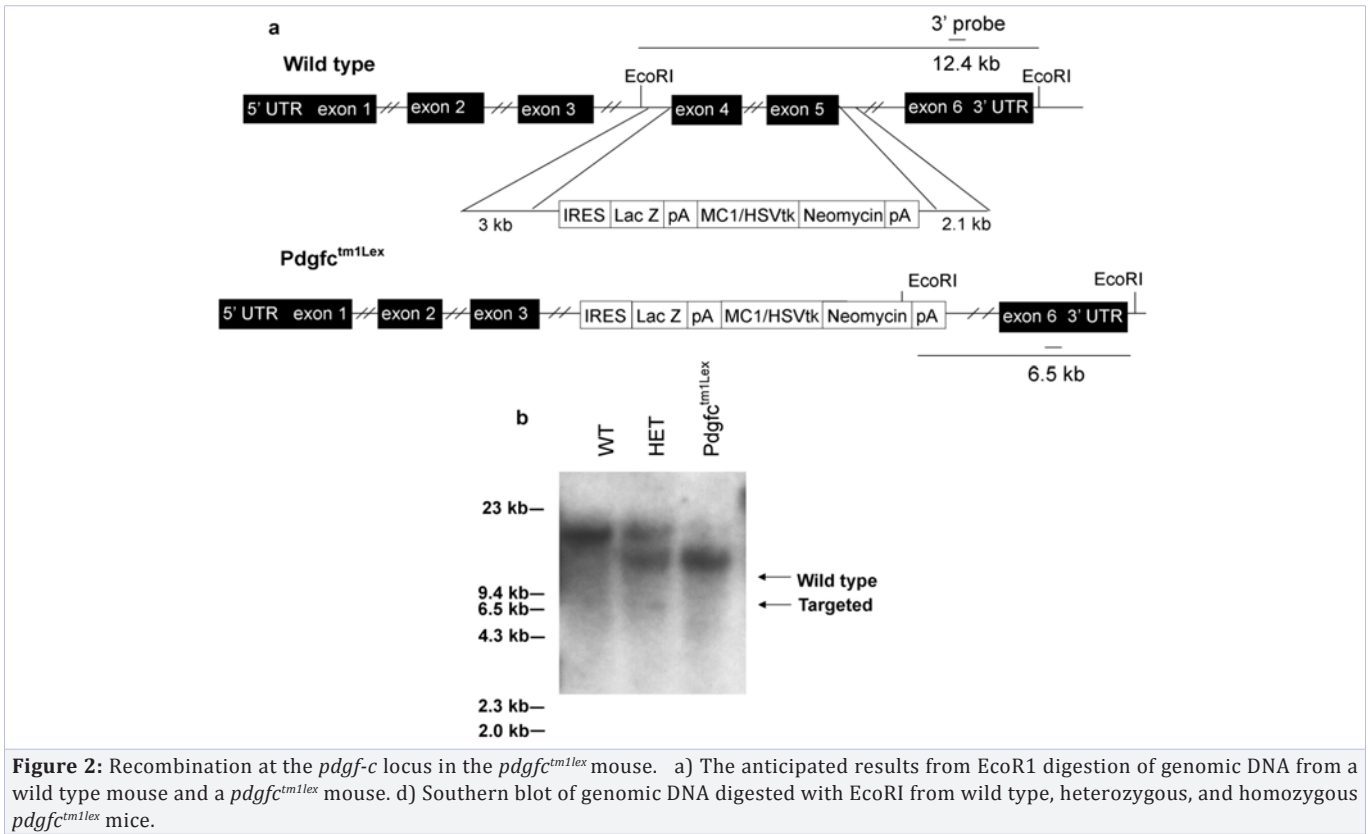 a
3’ probe
12.4 kb
Wild type
EcoRI
EcoRI
5’ UTR exon 1 exon 2 exon 3 exon 4 exon 5 exon 6 3’ UTR
3 kb IRES Lac Z pA MC1/HSVtk Neomycin pA 2.1 kb
Pdgfc^tm1Lex
EcoRI
EcoRI
5’ UTR exon 1 exon 2 exon 3 IRES Lac Z pA MC1/HSVtk Neomycin pA exon 6 3’ UTR
6.5 kb
b
WT
HET
Pdgfc^tm1Lex
23 kb
Wild type
9.4 kb
6.5 kb
Targeted
4.3 kb
2.3 kb
2.0 kb
Figure 2: Recombination at the pdgf-c locus in the pdgfc^tm1lex mouse. a) The anticipated results from EcoR1 digestion of genomic DNA from a
wild type mouse and a pdgfc^tm1lex mouse. d) Southern blot of genomic DNA digested with EcoRI from wild type, heterozygous, and homozygous
pdgfc^tm1lex mice.